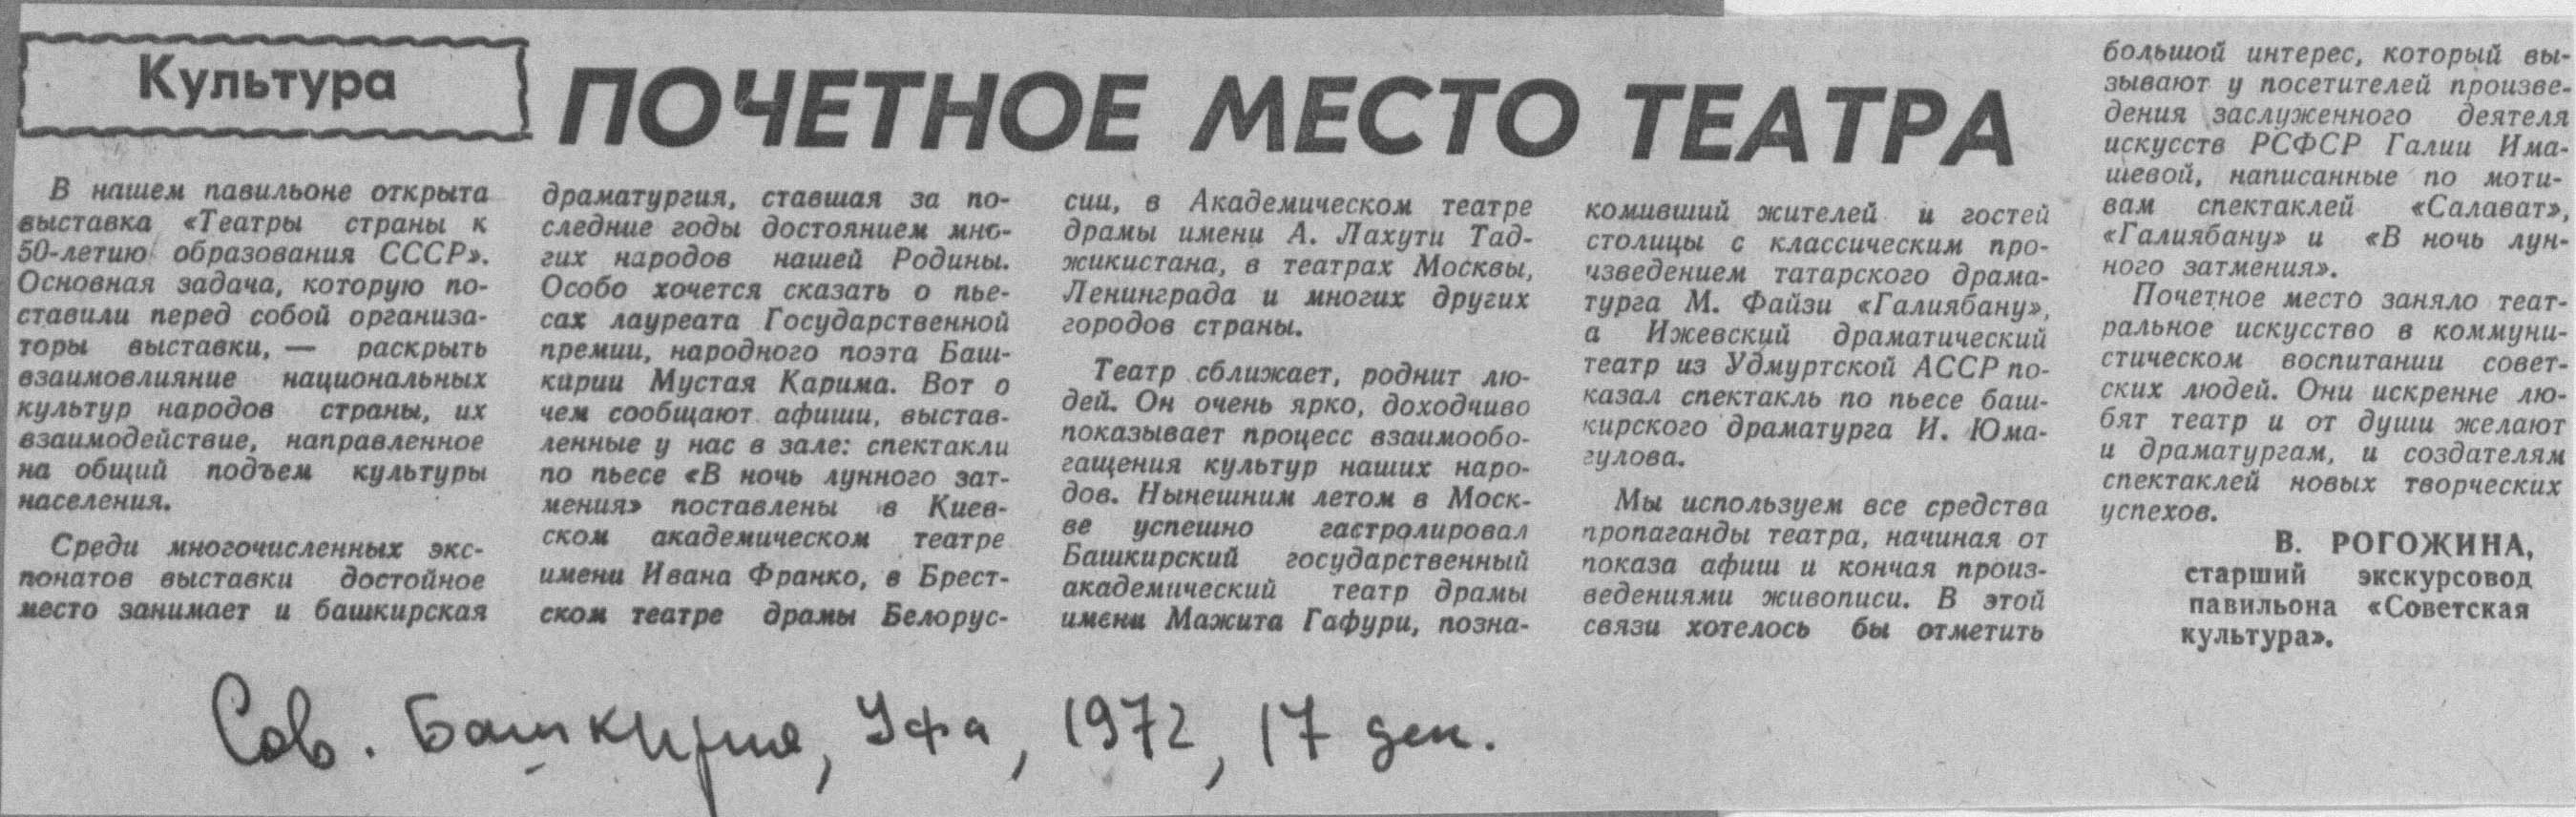 Культура
ПОЧЕТНОЕ МЕСТО ТЕАТРА
В нашем павильоне открыта
выставка «Театры страны к
50-летию образования СССР».
Основная задача, которую по-
ставили перед собой организа-
торы выставки, — раскрыть
взаимовлияние национальных
культур народов страны, их
взаимодействие, направленное
на общий подъем культуры
населения.
Среди многочисленных экс-
понатов выставки достойное
место занимает и башкирская
драматургия, ставшая за по-
следние годы достоянием мно-
гих народов нашей Родины.
Особо хочется сказать о пье-
сах лауреата Государственной
премии, народного поэта Баш-
кирии Мустая Карима. Вот о
чем сообщают афиши, выстав-
ленные у нас в зале: спектакли
по пьесе «В ночь лунного зат-
мения» поставлены в Киев-
ском академическом театре
имени Ивана Франко, в Брест-
ском театре драмы Белорус-
сии, в Академическом театре
драмы имени А. Лахути Тад-
жикистана, в театрах Москвы,
Ленинграда и многих других
городов страны.
Театр сближает, роднит лю-
дей. Он очень ярко, доходчиво
показывает процесс взаимообо-
гащения культур наших наро-
дов. Нынешним летом в Моск-
ве успешно гастролировал
Башкирский государственный
академический театр драмы
имени Мажита Гафури, позна-
комивший жителей и гостей
столицы с классическим про-
изведением татарского драма-
турга М. Файзи «Галиябану»,
а Ижевский драматический
театр из Удмуртской АССР по-
казал спектакль по пьесе баш-
кирского драматурга И. Юма-
гулова.
Мы используем все средства
пропаганды театра, начиная от
показа афиш и кончая произ-
ведениями живописи. В этой
связи хотелось бы отметить
большой интерес, который вы-
зывают у посетителей произве-
дения заслуженного деятеля
искусств РСФСР Галии Има-
шевой, написанные по моти-
вам спектаклей «Салават»,
«Галиябану» и «В ночь лун-
ного затмения».
Почетное место заняло теат-
ральное искусство в коммуни-
стическом воспитании совет-
ских людей. Они искренне лю-
бят театр и от души желают
и драматургам, и создателям
спектаклей новых творческих
успехов.
В. РОГОЖИНА,
старший экскурсовод
павильона «Советская
культура».
Сов. Башкирия, Уфа, 1972, 17 дек.